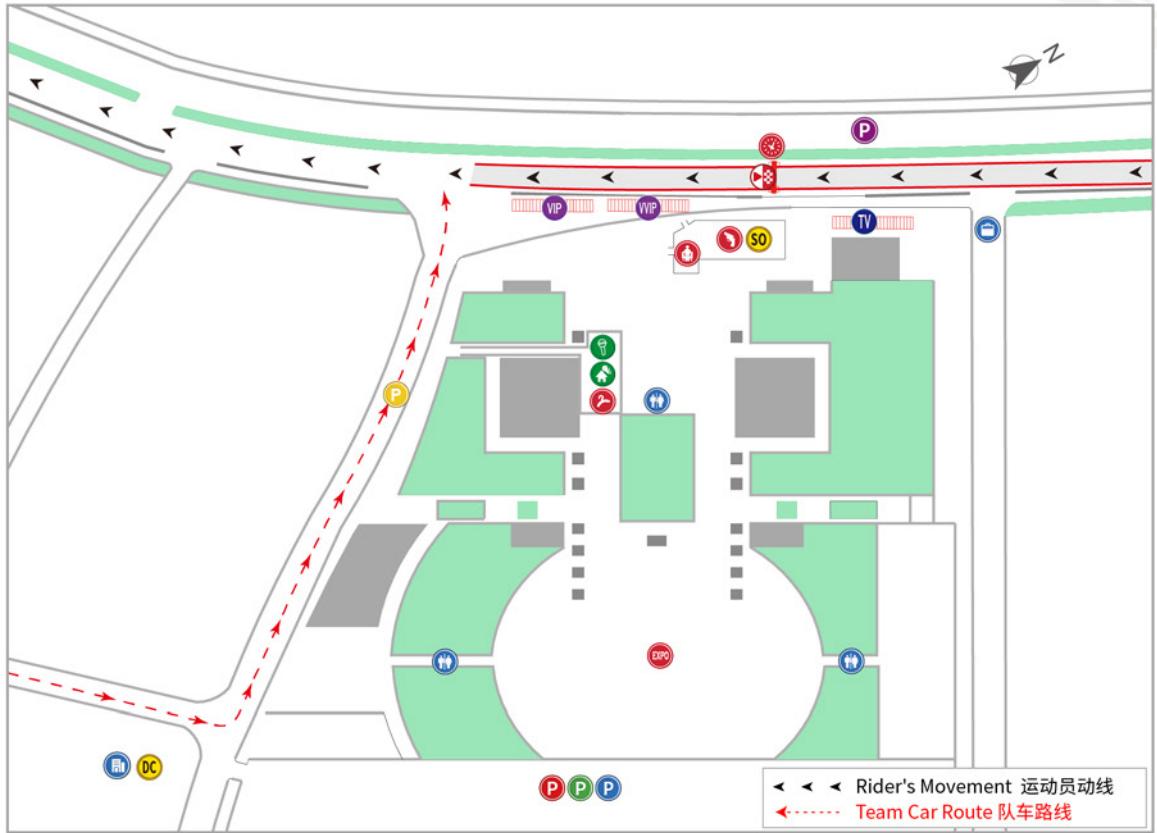 N
P
VIP
VVIP
TV
SO
P
EXPO
DC
P P P
Rider's Movement 运动员动线
Team Car Route 队车路线